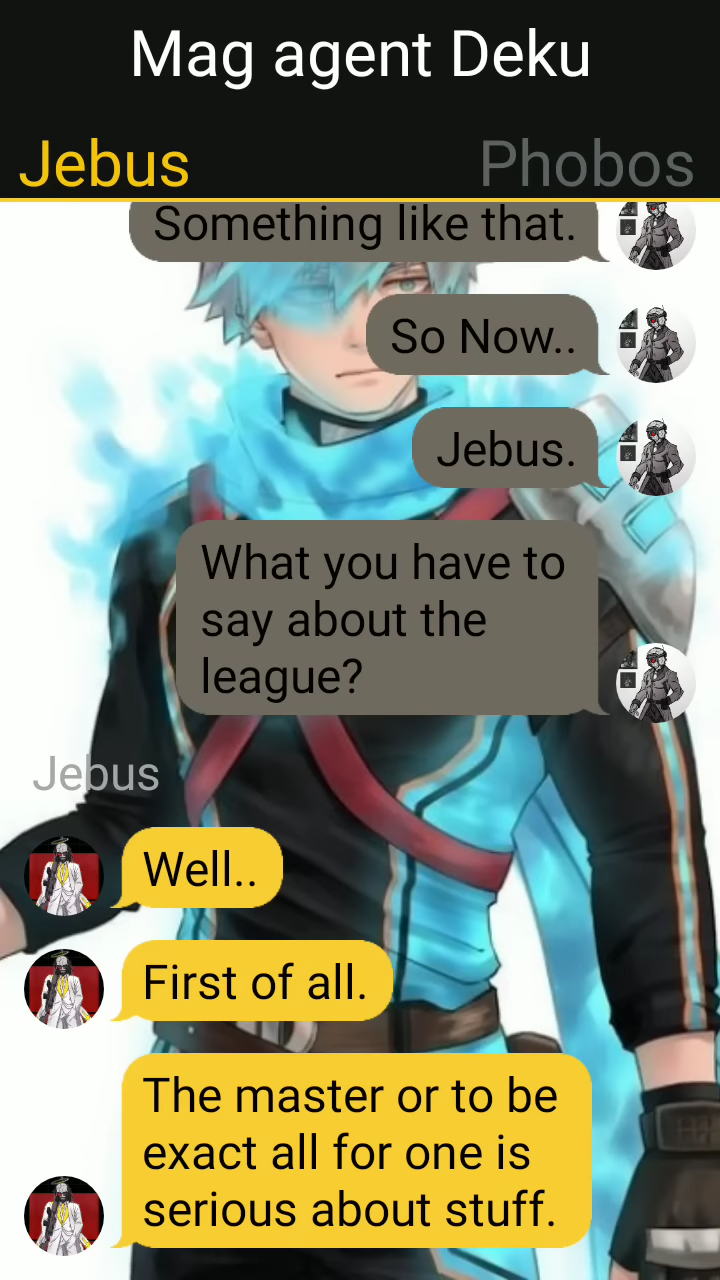 Mag agent Deku
Jebus
Phobos
Something like that.
So Now..
Jebus.
What you have to
say about the
league?
Jebus
Well..
First of all.
The master or to be
exact all for one is
serious about stuff.